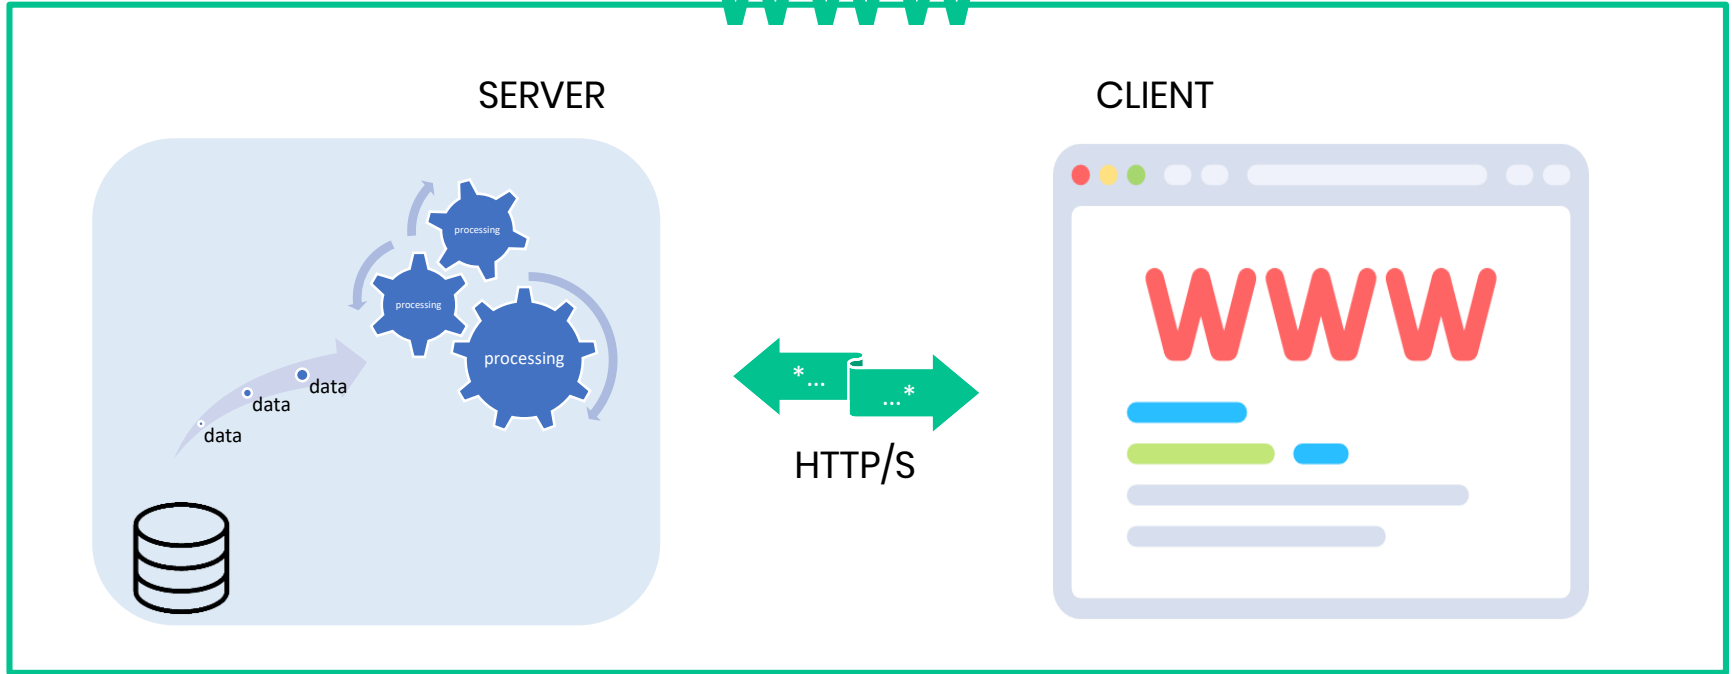 SERVER
CLIENT
processing
processing
processing
data
data
data
*...
...*
HTTP/S
WWW